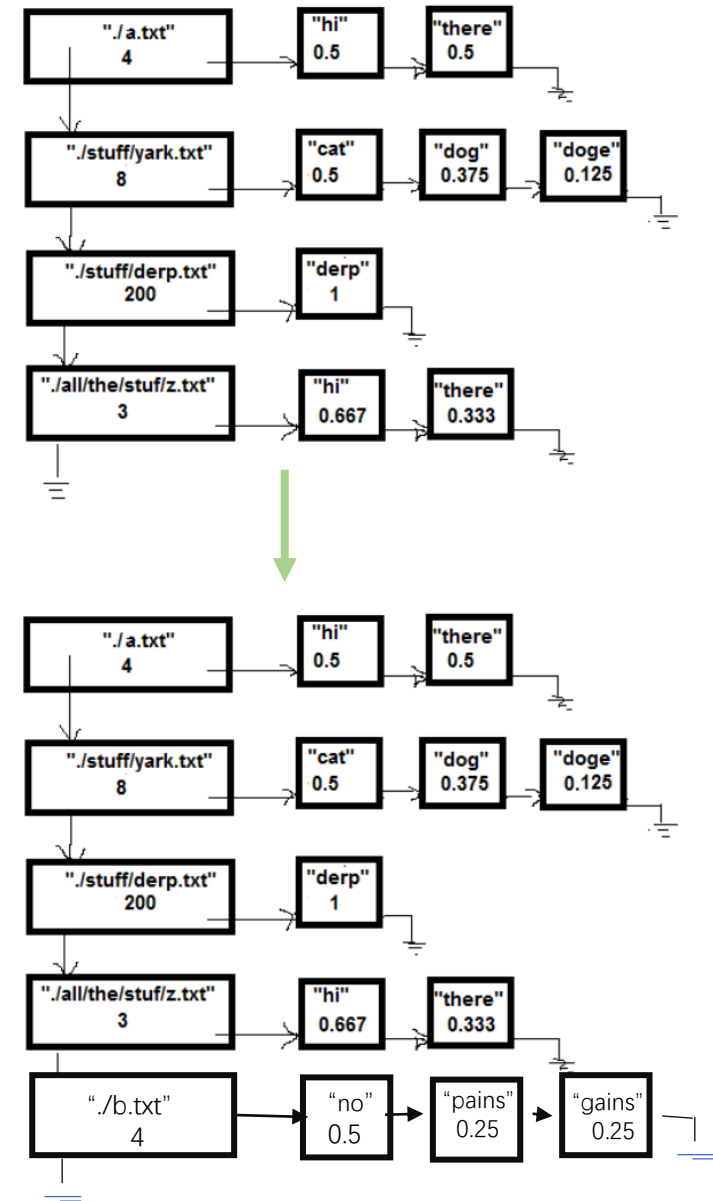 "./a.txt"
4
"hi"
0.5
"there"
0.5
"./stuff/yark.txt"
8
"cat"
0.5
"dog"
0.375
"doge"
0.125
"./stuff/derp.txt"
200
"derp"
1
"./all/the/stuf/z.txt"
3
"hi"
0.667
"there"
0.333
"./a.txt"
4
"hi"
0.5
"there"
0.5
"./stuff/yark.txt"
8
"cat"
0.5
"dog"
0.375
"doge"
0.125
"./stuff/derp.txt"
200
"derp"
1
"./all/the/stuf/z.txt"
3
"hi"
0.667
"there"
0.333
“./b.txt”
4
“no”
0.5
“pains”
0.25
“gains”
0.25